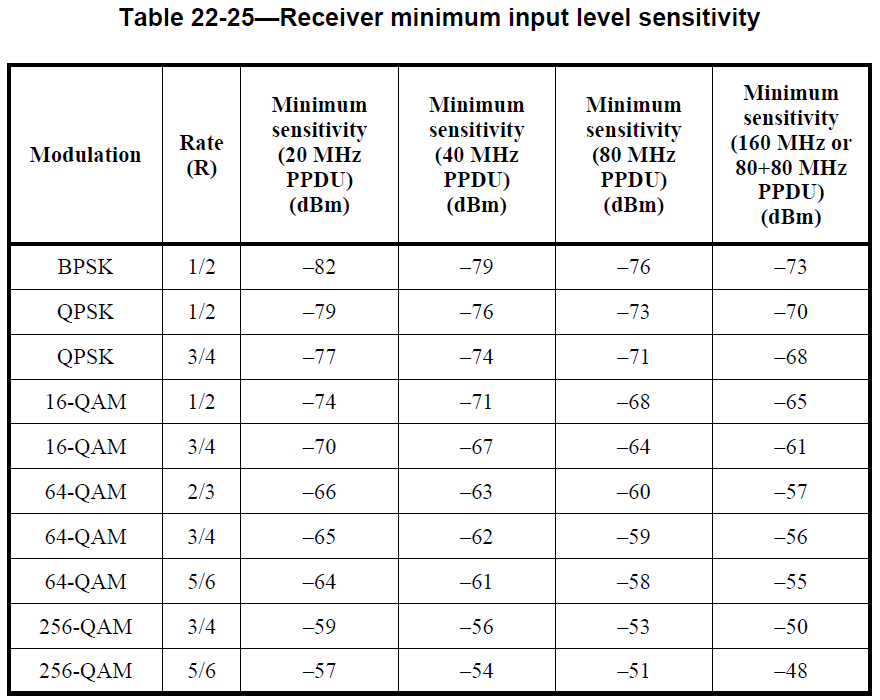 Table 22-25—Receiver minimum input level sensitivity
Modulation
Rate
(R)
Minimum
sensitivity
(20 MHz
PPDU)
(dBm)
Minimum
sensitivity
(40 MHz
PPDU)
(dBm)
Minimum
sensitivity
(80 MHz
PPDU)
(dBm)
Minimum
sensitivity
(160 MHz or
80+80 MHz
PPDU)
(dBm)
BPSK 1/2 –82 –79 –76 –73
QPSK 1/2 –79 –76 –73 –70
QPSK 3/4 –77 –74 –71 –68
16-QAM 1/2 –74 –71 –68 –65
16-QAM 3/4 –70 –67 –64 –61
64-QAM 2/3 –66 –63 –60 –57
64-QAM 3/4 –65 –62 –59 –56
64-QAM 5/6 –64 –61 –58 –55
256-QAM 3/4 –59 –56 –53 –50
256-QAM 5/6 –57 –54 –51 –48